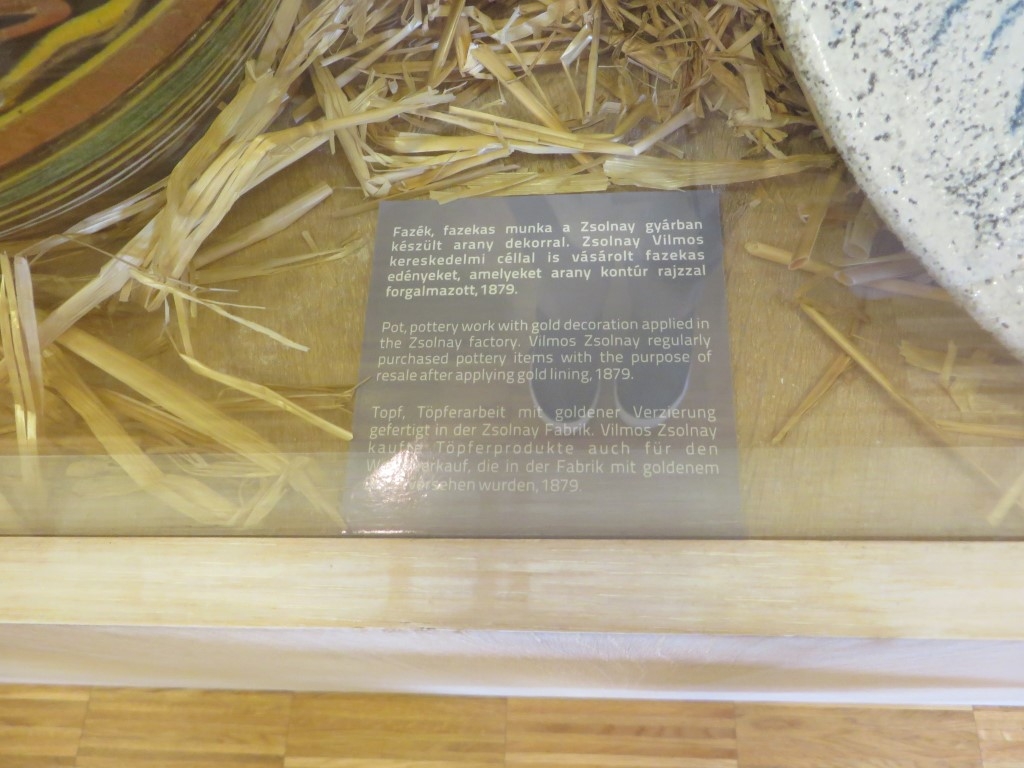 Fazék, fazekas munka a Zsolnay gyárban
készült arany dekorral. Zsolnay Vilmos
kereskedelmi céllal is vásárolt fazekas
edényeket, amelyeket arany kontúr rajzzal
forgalmazott, 1879.
Pot, pottery work with gold decoration applied in
the Zsolnay factory. Vilmos Zsolnay regularly
purchased pottery items with the purpose of
resale after applying gold lining, 1879.
Topf, Töpferarbeit mit goldener Verzierung
gefertigt in der Zsolnay Fabrik. Vilmos Zsolnay
kaufte Töpferprodukte auch für den
die in der Fabrik mit goldenem
versehen wurden, 1879.